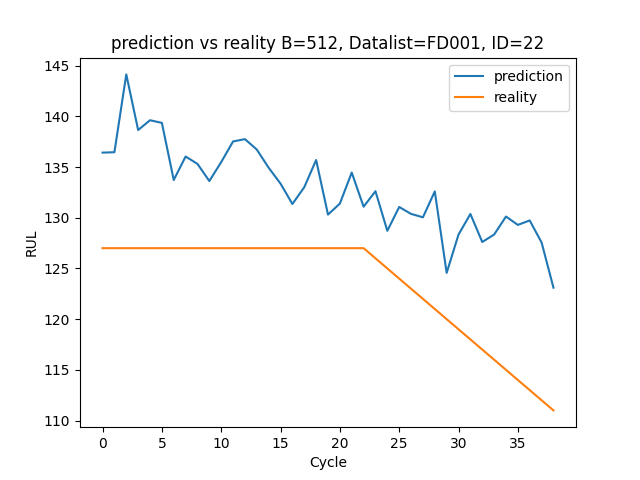 prediction vs reality B=512, Datalist=FD001, ID=22
prediction
reality
145
140
135
130
125
120
115
110
RUL
0 5 10 15 20 25 30 35
Cycle